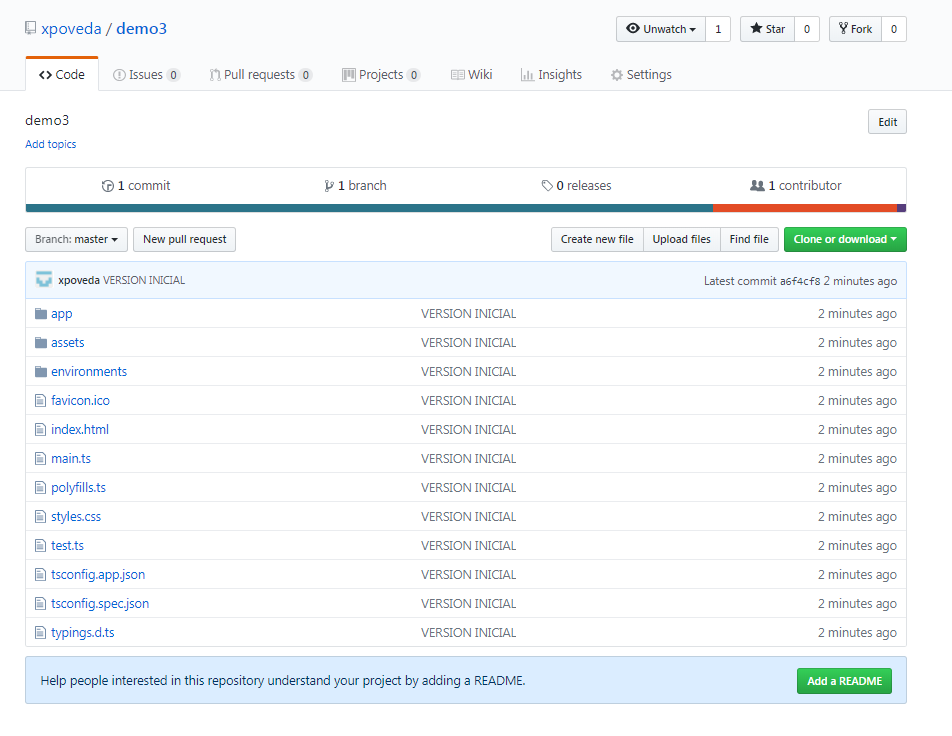 xpoveda / demo3
Unwatch 1 Star 0 Fork 0
Code Issues 0 Pull requests 0 Projects 0 Wiki Insights Settings
demo3
Edit
Add topics
1 commit 1 branch 0 releases 1 contributor
Branch: master New pull request Create new file Upload files Find file Clone or download
xpoveda VERSION INICIAL Latest commit a6f4cf8 2 minutes ago
app VERSION INICIAL 2 minutes ago
assets VERSION INICIAL 2 minutes ago
environments VERSION INICIAL 2 minutes ago
favicon.ico VERSION INICIAL 2 minutes ago
index.html VERSION INICIAL 2 minutes ago
main.ts VERSION INICIAL 2 minutes ago
polyfills.ts VERSION INICIAL 2 minutes ago
styles.css VERSION INICIAL 2 minutes ago
test.ts VERSION INICIAL 2 minutes ago
tsconfig.app.json VERSION INICIAL 2 minutes ago
tsconfig.spec.json VERSION INICIAL 2 minutes ago
typings.d.ts VERSION INICIAL 2 minutes ago
Help people interested in this repository understand your project by adding a README. Add a README